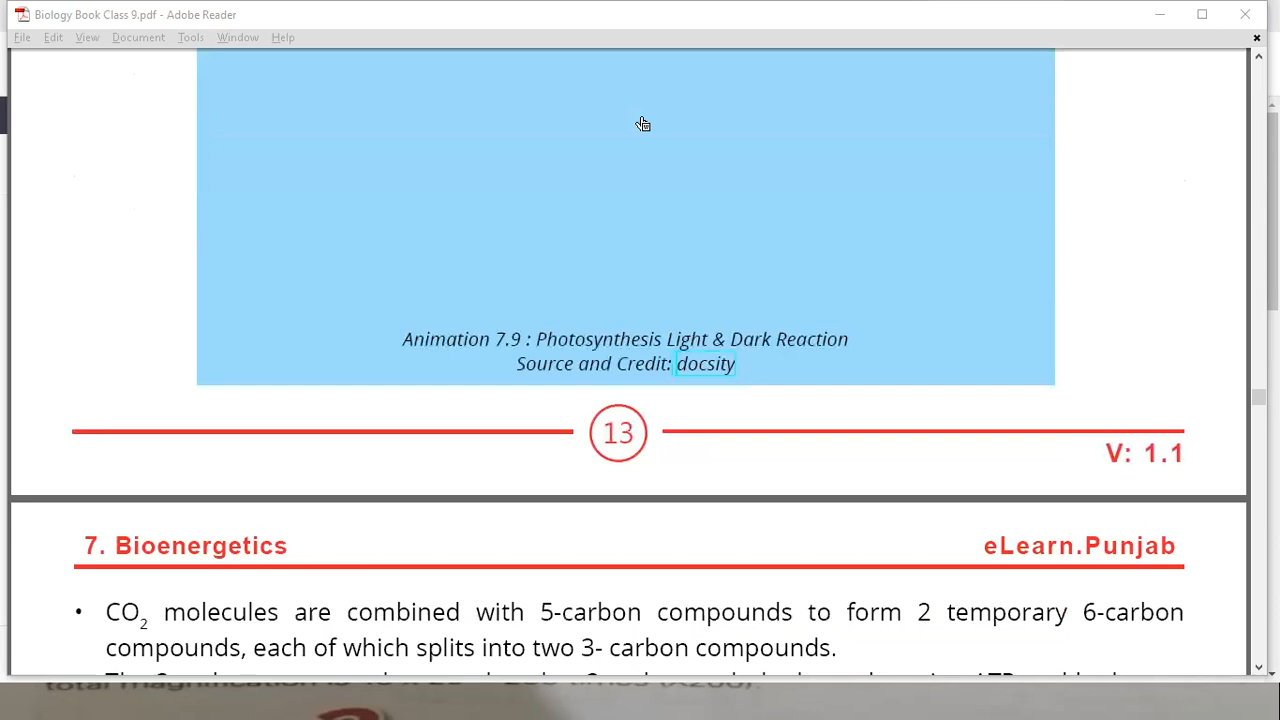 Biology Book Class 9.pdf - Adobe Reader
File Edit View Document Tools Window Help
Animation 7.9 : Photosynthesis Light & Dark Reaction
Source and Credit: docsity
13
V: 1.1
7. Bioenergetics
eLearn.Punjab
• CO2 molecules are combined with 5-carbon compounds to form 2 temporary 6-carbon
compounds, each of which splits into two 3- carbon compounds.